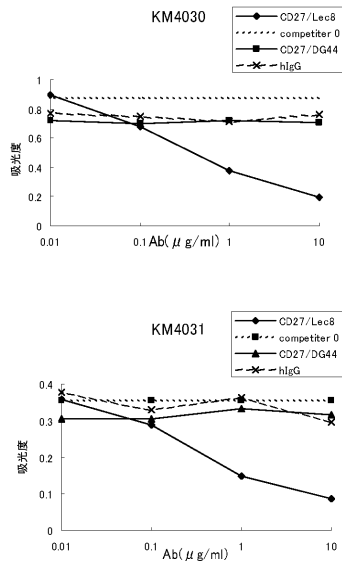 KM4030
CD27/Lec8
competiter 0
CD27/DG44
hIgG
1
0.8
0.6
0.4
0.2
0
吸光度
0.01
0.1
1
10
Ab(μg/ml)
KM4031
CD27/Lec8
competiter 0
CD27/DG44
hIgG
0.4
0.3
0.2
0.1
0
吸光度
0.01
0.1
1
10
Ab(μg/ml)